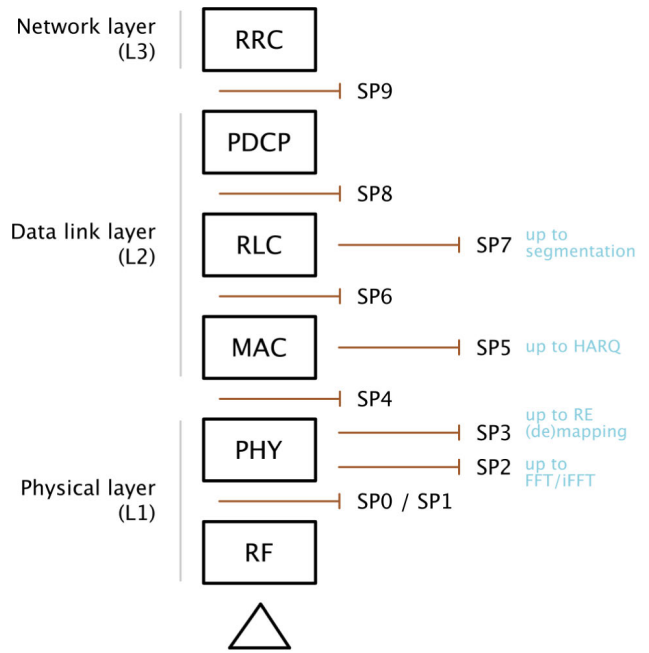 Network layer
(L3)
RRC
SP9
PDCP
SP8
Data link layer
(L2)
RLC
SP7
up to
segmentation
SP6
MAC
SP5
up to HARQ
SP4
up to RE
(de)mapping
SP3
PHY
SP2
up to
FFT/iFFT
Physical layer
(L1)
SP0 / SP1
RF